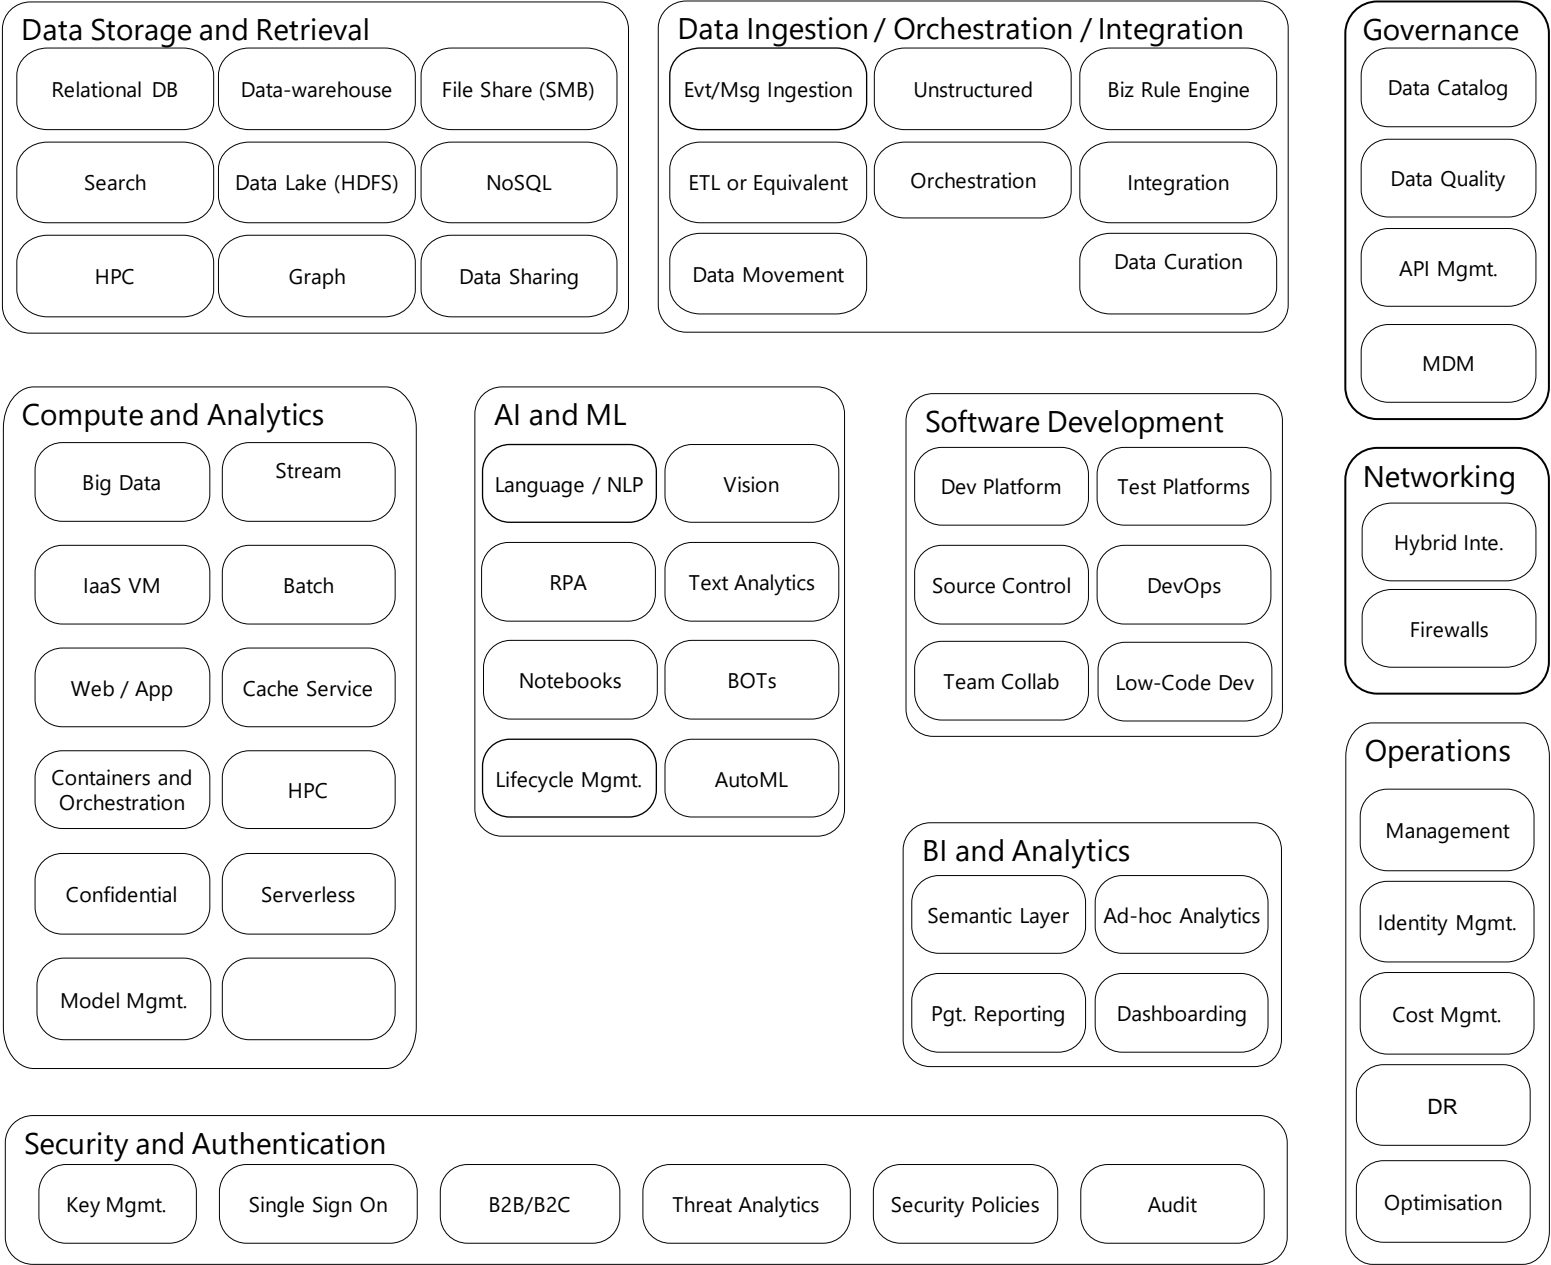 Data Storage and Retrieval
Relational DB
Data-warehouse
File Share (SMB)
Search
Data Lake (HDFS)
NoSQL
HPC
Graph
Data Sharing
Data Ingestion / Orchestration / Integration
Evt/Msg Ingestion
Unstructured
Biz Rule Engine
ETL or Equivalent
Orchestration
Integration
Data Movement
Data Curation
Governance
Data Catalog
Data Quality
API Mgmt.
MDM
Compute and Analytics
Big Data
Stream
IaaS VM
Batch
Web / App
Cache Service
Containers and
Orchestration
HPC
Confidential
Serverless
Model Mgmt.
AI and ML
Language / NLP
Vision
RPA
Text Analytics
Notebooks
BOTs
Lifecycle Mgmt.
AutoML
Software Development
Dev Platform
Test Platforms
Source Control
DevOps
Team Collab
Low-Code Dev
BI and Analytics
Semantic Layer
Ad-hoc Analytics
Pgt. Reporting
Dashboarding
Networking
Hybrid Inte.
Firewalls
Operations
Management
Identity Mgmt.
Cost Mgmt.
DR
Optimisation
Security and Authentication
Key Mgmt.
Single Sign On
B2B/B2C
Threat Analytics
Security Policies
Audit